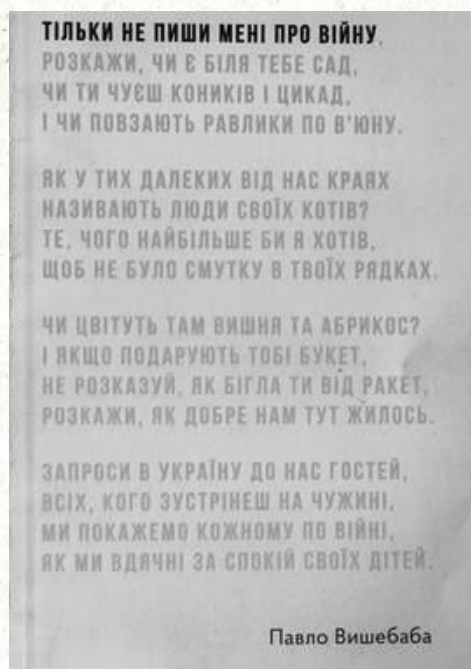 ТІЛЬКИ НЕ ПИШИ МЕНІ ПРО ВІЙНУ,
РОЗКАЖИ, ЧИ Є БІЛЯ ТЕБЕ САД,
ЧИ ТИ ЧУЄШ КОНИКІВ І ЦИКАД,
І ЧИ ПОВЗАЮТЬ РАВЛИКИ ПО В'ЮНУ.
ЯК У ТИХ ДАЛЕКИХ ВІД НАС КРАЯХ
НАЗИВАЮТЬ ЛЮДИ СВОЇХ КОТІВ?
ТЕ, ЧОГО НАЙБІЛЬШЕ БИ Я ХОТІВ,
ЩОБ НЕ БУЛО СМУТКУ В ТВОЇХ РЯДКАХ.
ЧИ ЦВІТУТЬ ТАМ ВИШНЯ ТА АБРИКОС?
І ЯКЩО ПОДАРУЮТЬ ТОБІ БУКЕТ,
НЕ РОЗКАЗУЙ, ЯК БІГЛА ТИ ВІД РАКЕТ,
РОЗКАЖИ, ЯК ДОБРЕ НАМ ТУТ ЖИЛОСЬ.
ЗАПРОСИ В УКРАЇНУ ДО НАС ГОСТЕЙ,
ВСІХ, КОГО ЗУСТРІНЕШ НА ЧУЖИНІ,
МИ ПОКАЖЕМО КОЖНОМУ ПО ВІЙНІ,
ЯК МИ ВДЯЧНІ ЗА СПОКІЙ СВОЇХ ДІТЕЙ.
Павло Вишебаба